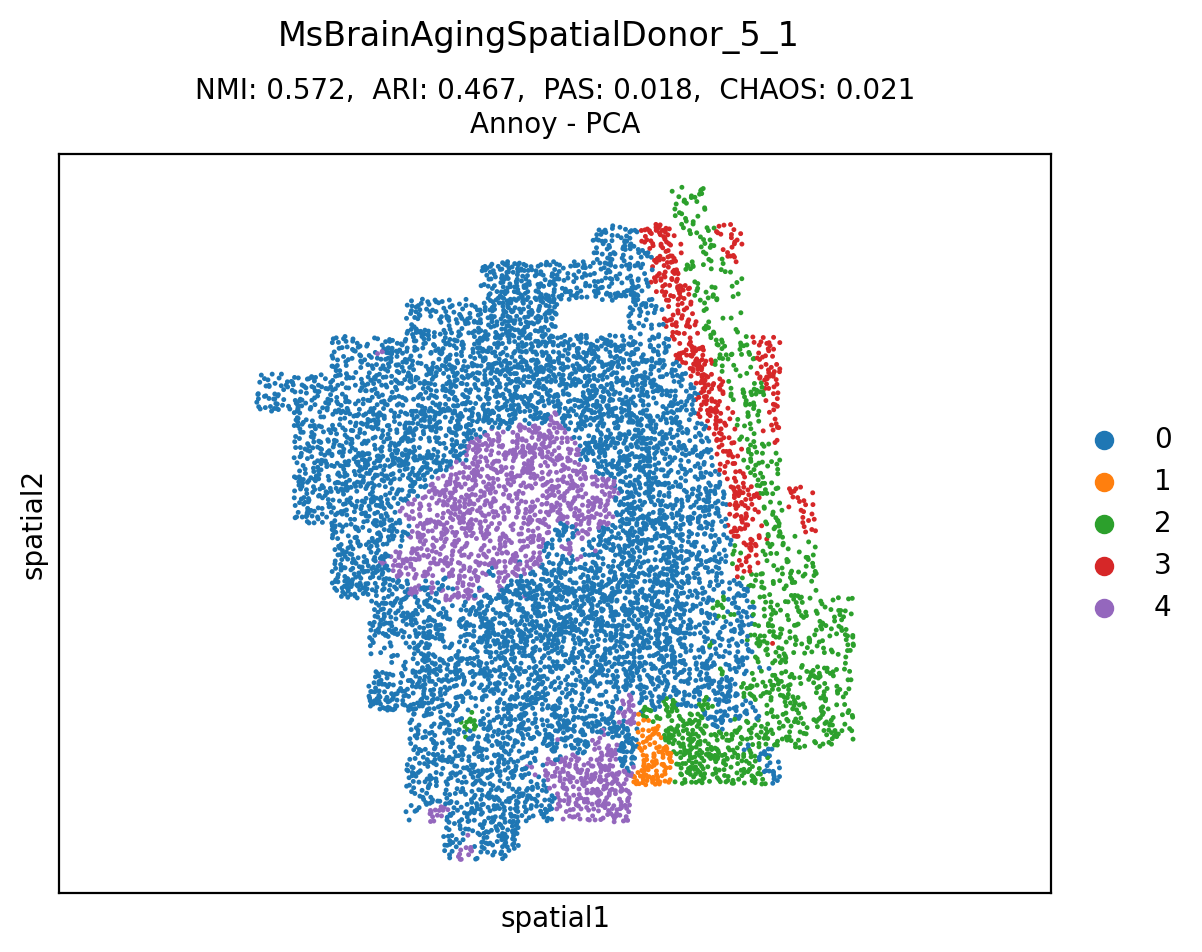 MsBrainAgingSpatialDonor_5_1
NMI: 0.572,  ARI: 0.467,  PAS: 0.018,  CHAOS: 0.021
Annoy - PCA
spatial2
0
1
2
3
4
spatial1